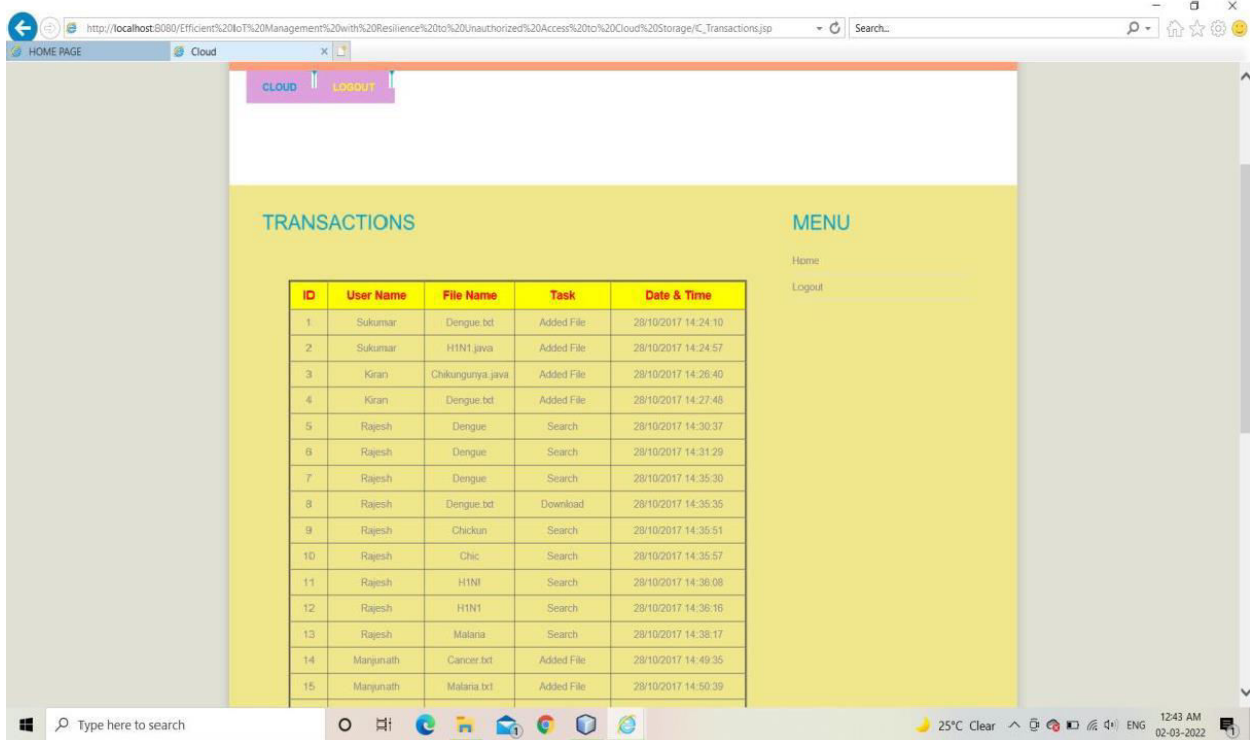 http://localhost:8080/Efficient%20IoT%20Management%20with%20Resilience%20to%20Unauthorized%20Access%20to%20Cloud%20Storage/C_Transactions.jsp
Search...
HOME PAGE
Cloud
CLOUD
LOGOUT
TRANSACTIONS
MENU
Home
Logout
ID User Name File Name Task Date & Time
1 Sukumar Dengue.txt Added File 28/10/2017 14:24:10
2 Sukumar H1N1.java Added File 28/10/2017 14:24:57
3 Kiran Chikungunya.java Added File 28/10/2017 14:26:40
4 Kiran Dengue.txt Added File 28/10/2017 14:27:48
5 Rajesh Dengue Search 28/10/2017 14:30:37
6 Rajesh Dengue Search 28/10/2017 14:31:29
7 Rajesh Dengue Search 28/10/2017 14:35:30
8 Rajesh Dengue.txt Download 28/10/2017 14:35:35
9 Rajesh Chickun Search 28/10/2017 14:35:51
10 Rajesh Chic Search 28/10/2017 14:35:57
11 Rajesh Search 28/10/2017 14:36:08
12 Rajesh H1N1 Search 28/10/2017 14:36:16
13 Rajesh Malaria Search 28/10/2017 14:38:17
14 Manjunath Cancer.txt Added File 28/10/2017 14:49:35
15 Manjunath Malaria.txt Added File 28/10/2017 14:50:39
Type here to search
1
25°C Clear
ENG
12:43 AM
02-03-2022
1